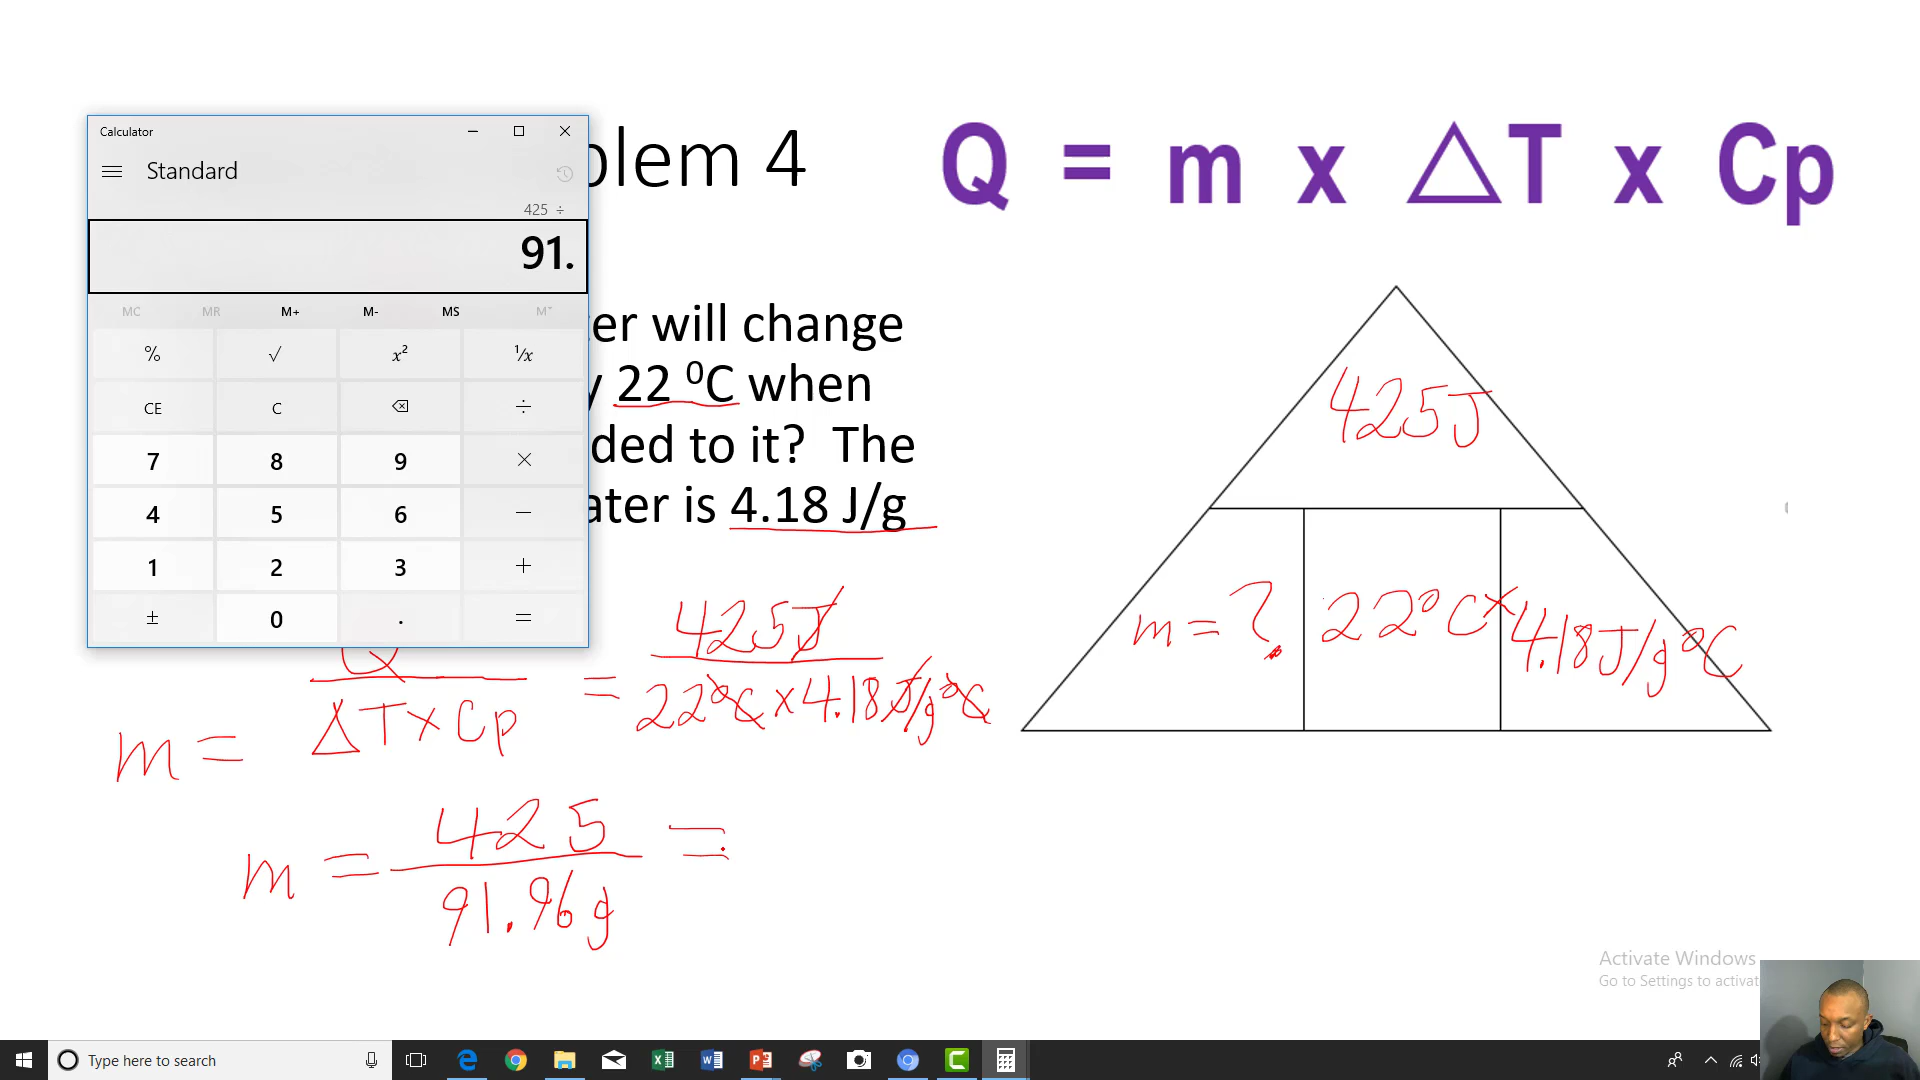 Calculator
Standard
425 ÷
91.
MC MR M+ M- MS M˅
% √ x² ¹/x
CE C ⌫ ÷
7 8 9 ×
4 5 6 −
1 2 3 +
± 0 . =
blem 4
Q = m x △T x Cp
er will change
y 22 ⁰C when
ded to it? The
ater is 4.18 J/g
425J
m = ? 22°C × 4.18J/g°C
m = Q / ΔT x Cp = 425J / 22°C x 4.18J/g°C
m = 425 / 91.96g =
Activate Windows
Go to Settings to activat
Type here to search